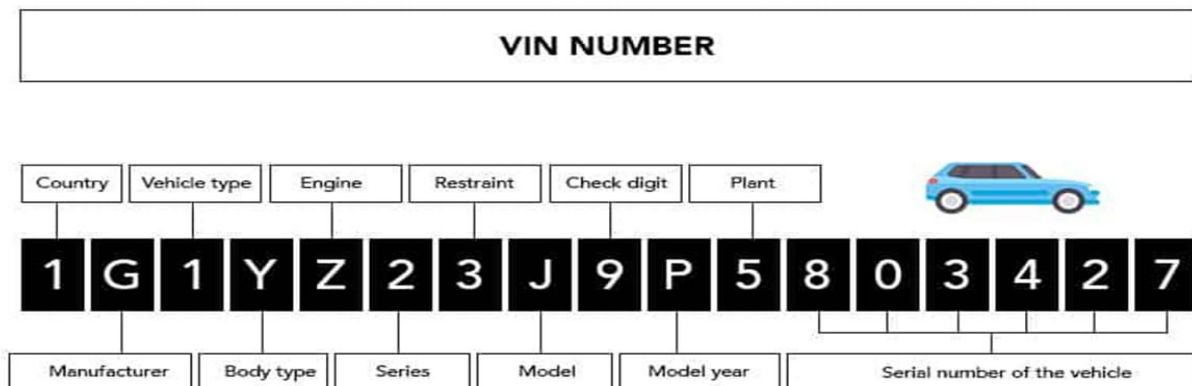 VIN NUMBER
Country Vehicle type Engine Restraint Check digit Plant
1 G 1 Y Z 2 3 J 9 P 5 8 0 3 4 2 7
Manufacturer Body type Series Model Model year Serial number of the vehicle